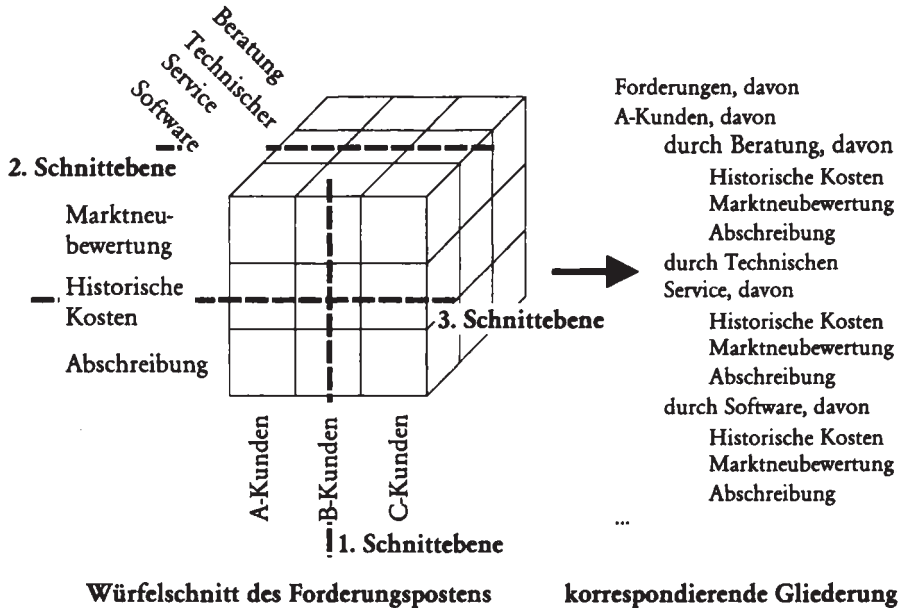 Beratung
Technischer
Service
Software
2. Schnittebene
Marktneu-
bewertung
Historische
Kosten
Abschreibung
3. Schnittebene
A-Kunden
B-Kunden
C-Kunden
1. Schnittebene
Würfelschnitt des Forderungspostens
Forderungen, davon
A-Kunden, davon
durch Beratung, davon
Historische Kosten
Marktneubewertung
Abschreibung
durch Technischen
Service, davon
Historische Kosten
Marktneubewertung
Abschreibung
durch Software, davon
Historische Kosten
Marktneubewertung
Abschreibung
...
korrespondierende Gliederung